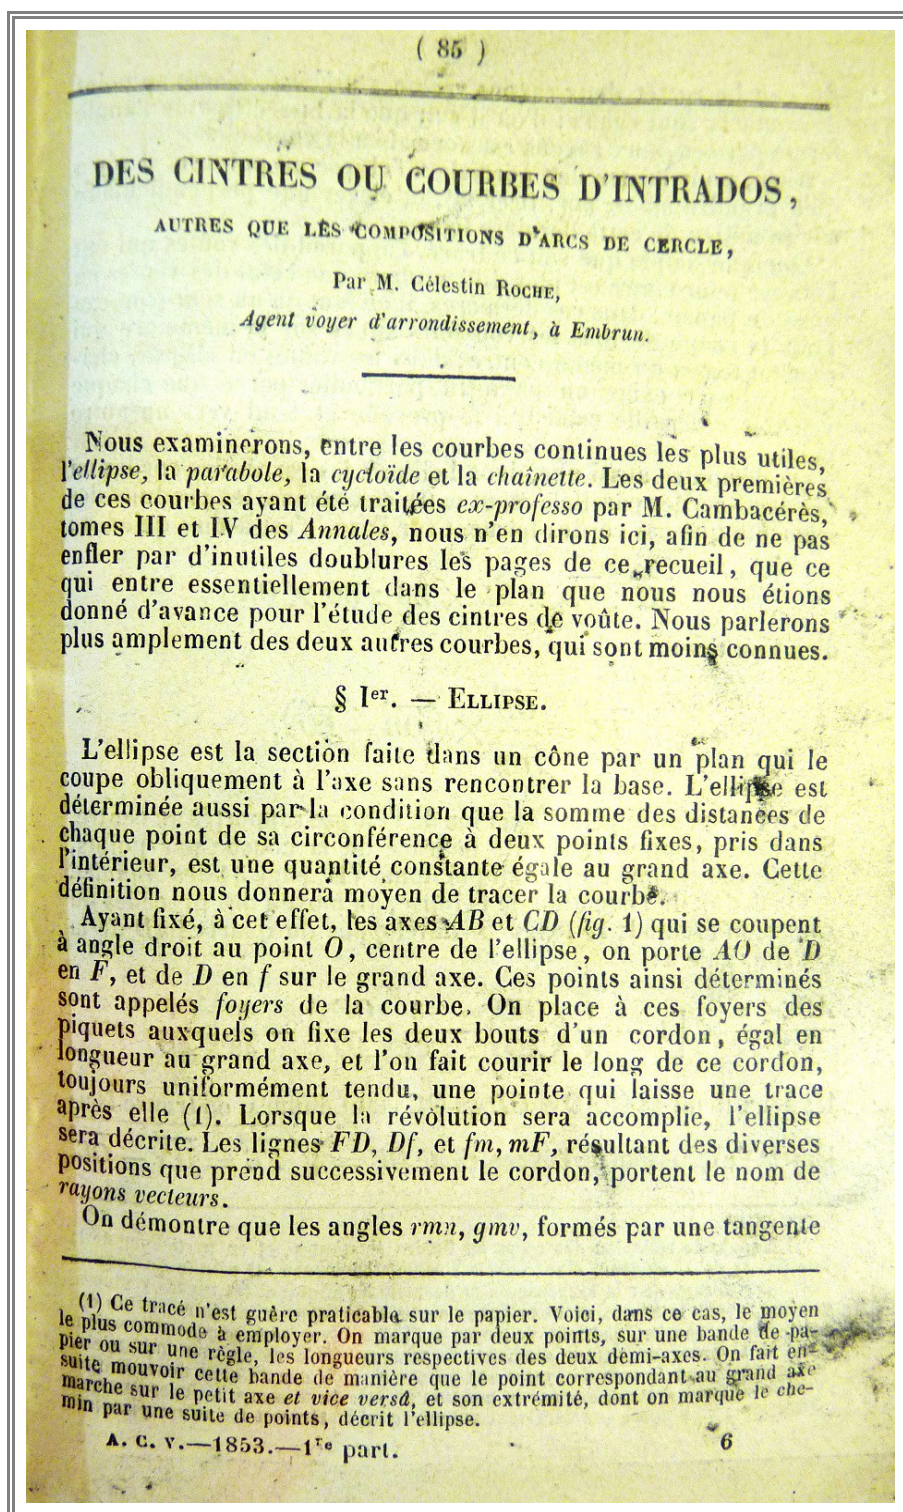 ( 85 )
DES CINTRES OU COURBES D'INTRADOS,
AUTRES QUE LES COMPOSITIONS D'ARCS DE CERCLE,
Par M. Célestin ROCHE,
Agent voyer d'arrondissement, à Embrun.
Nous examinerons, entre les courbes continues les plus utiles,
l'ellipse, la parabole, la cycloïde et la chaînette. Les deux premières
de ces courbes ayant été traitées ex-professo par M. Cambacérès,
tomes III et IV des Annales, nous n'en dirons ici, afin de ne pas
enfler par d'inutiles doublures les pages de ce recueil, que ce
qui entre essentiellement dans le plan que nous nous étions
donné d'avance pour l'étude des cintres de voûte. Nous parlerons
plus amplement des deux autres courbes, qui sont moins connues.
§ Ier. — ELLIPSE.
L'ellipse est la section faite dans un cône par un plan qui le
coupe obliquement à l'axe sans rencontrer la base. L'ellipse est
déterminée aussi par la condition que la somme des distances de
chaque point de sa circonférence à deux points fixes, pris dans
l'intérieur, est une quantité constante égale au grand axe. Cette
définition nous donnera moyen de tracer la courbe.
Ayant fixé, à cet effet, les axes AB et CD (fig. 1) qui se coupent
à angle droit au point O, centre de l'ellipse, on porte AO de D
en F, et de D en f sur le grand axe. Ces points ainsi déterminés
sont appelés foyers de la courbe. On place à ces foyers des
piquets auxquels on fixe les deux bouts d'un cordon, égal en
longueur au grand axe, et l'on fait courir le long de ce cordon,
toujours uniformément tendu, une pointe qui laisse une trace
après elle (1). Lorsque la révolution sera accomplie, l'ellipse
sera décrite. Les lignes FD, Df, et fm, mF, résultant des diverses
positions que prend successivement le cordon, portent le nom de
rayons vecteurs.
On démontre que les angles rmn, gmv, formés par une tangente
(1) Ce tracé n'est guère praticable sur le papier. Voici, dans ce cas, le moyen
le plus commode à employer. On marque par deux points, sur une bande de pa-
pier ou sur une règle, les longueurs respectives des deux demi-axes. On fait en-
suite mouvoir cette bande de manière que le point correspondant au grand axe
marche sur le petit axe et vice versâ, et son extrémité, dont on marque le che-
min par une suite de points, décrit l'ellipse.
A. C. V.—1853.—1re part. 6